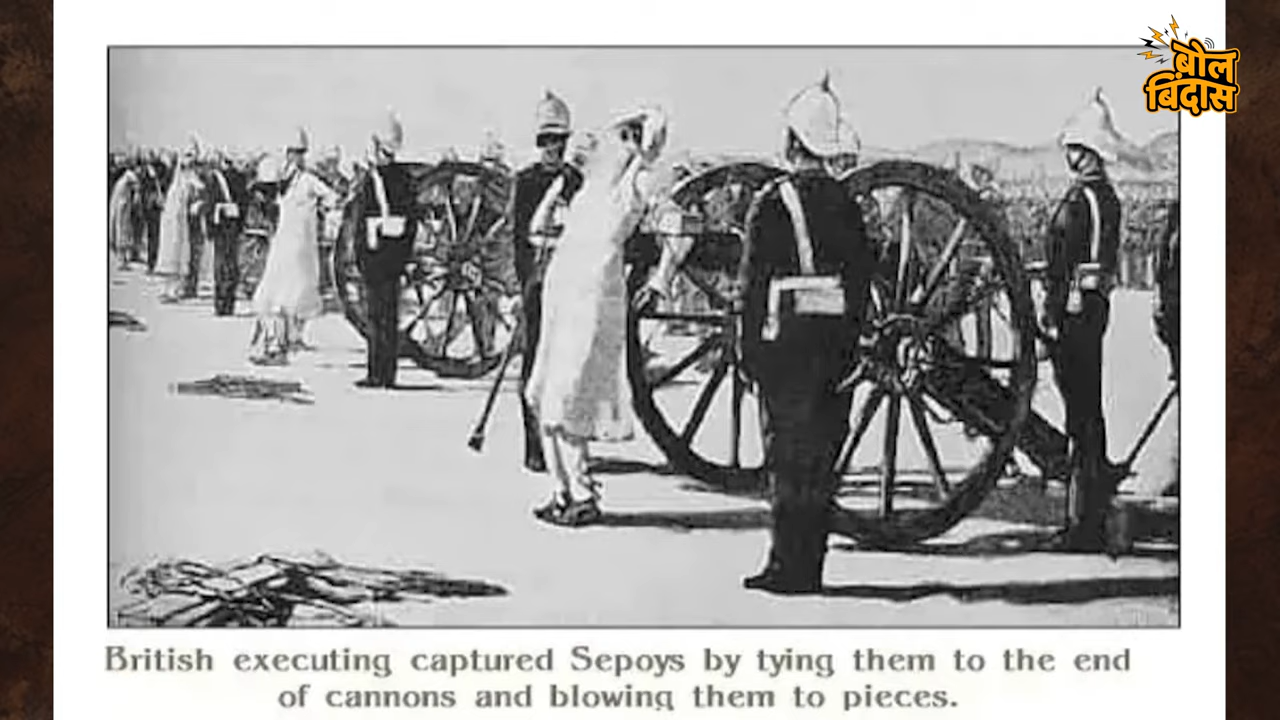 बोल
बिंदास
British executing captured Sepoys by tying them to the end
of cannons and blowing them to pieces.